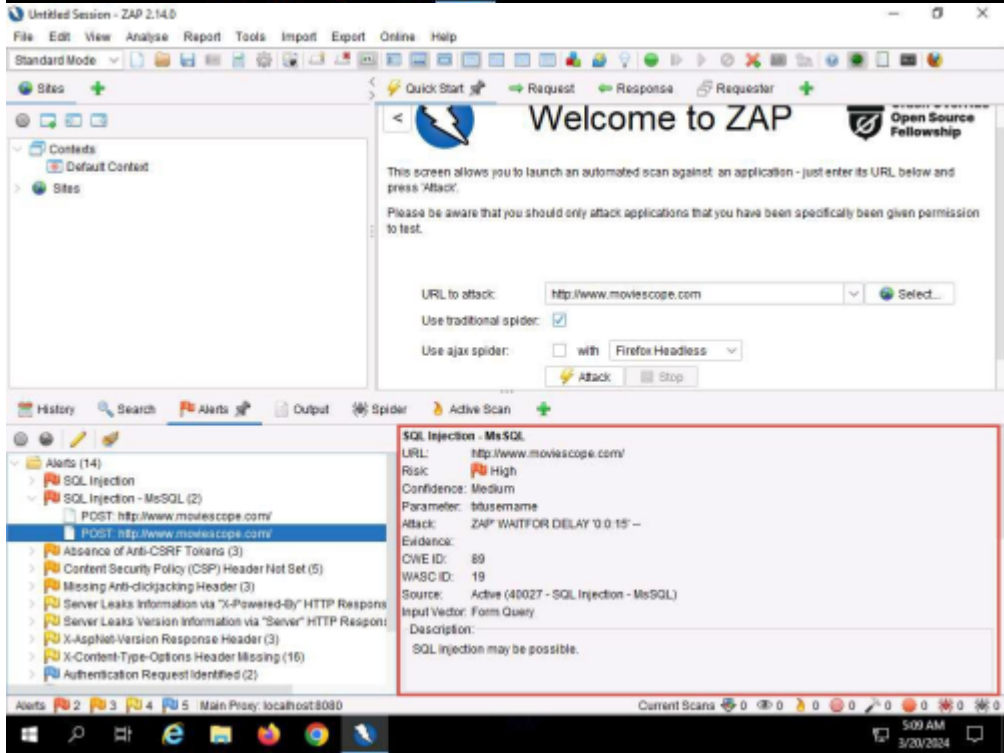 Untitled Session - ZAP 2.14.0
File Edit View Analyse Report Tools Import Export Online Help
Standard Mode
Sites
Quick Start Request Response Requester
Contexts
Default Context
Sites
Welcome to ZAP
Open Source
Fellowship
This screen allows you to launch an automated scan against an application - just enter its URL below and
press 'Attack'.
Please be aware that you should only attack applications that you have been specifically been given permission
to test.
URL to attack: http://www.moviescope.com Select...
Use traditional spider:
Use ajax spider: with Firefox Headless
Attack Stop
History Search Alerts Output Spider Active Scan
Alerts (14)
SQL Injection
SQL Injection - MsSQL (2)
POST: http://www.moviescope.com/
POST: http://www.moviescope.com/
Absence of Anti-CSRF Tokens (3)
Content Security Policy (CSP) Header Not Set (5)
Missing Anti-clickjacking Header (3)
Server Leaks Information via "X-Powered-By" HTTP Respons
Server Leaks Version Information via "Server" HTTP Respons
X-AspNet-Version Response Header (3)
X-Content-Type-Options Header Missing (16)
Authentication Request Identified (2)
SQL Injection - MsSQL
URL: http://www.moviescope.com/
Risk: High
Confidence: Medium
Parameter: txtusername
Attack: ZAP' WAITFOR DELAY '0:0:15' --
Evidence:
CWE ID: 89
WASC ID: 19
Source: Active (40027 - SQL Injection - MsSQL)
Input Vector: Form Query
Description:
SQL injection may be possible.
Alerts 2 3 4 5 Main Proxy: localhost:8080
Current Scans 0 0 0 0 0 0 0 0
5:09 AM
3/20/2024